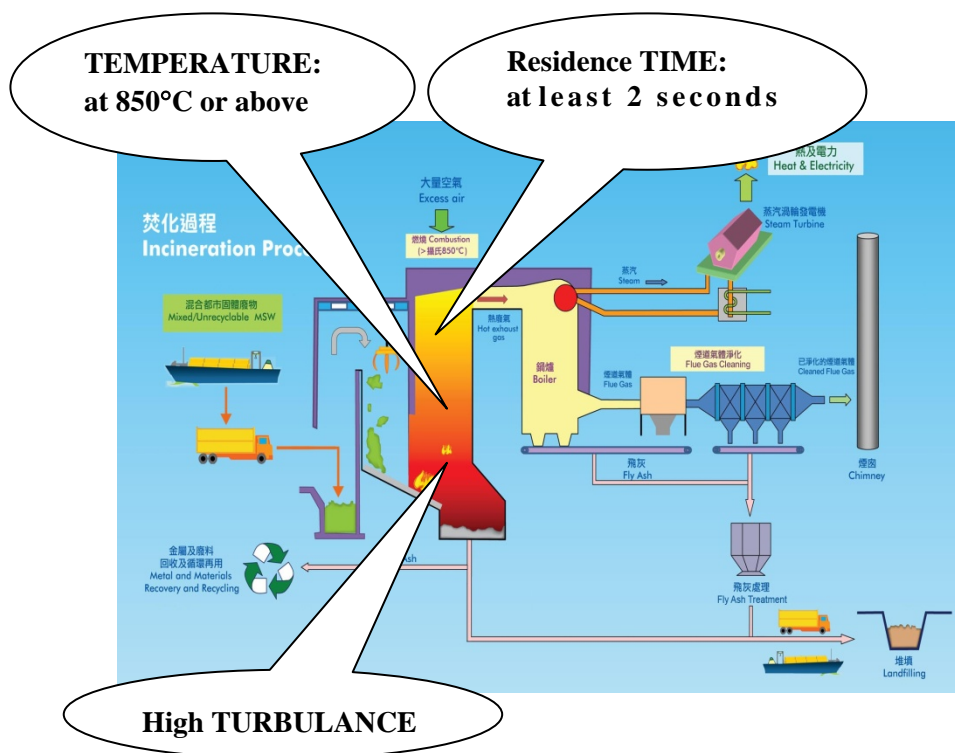 TEMPERATURE:
at 850°C or above
Residence TIME:
at least 2 seconds
熱及電力
Heat & Electricity
大量空氣
Excess air
蒸汽渦輪發電機
Steam Turbine
焚化過程
Incineration Proc
燃燒 Combustion
(>攝氏850℃)
蒸汽
Steam
混合都市固體廢物
Mixed/Unrecyclable MSW
熱廢氣
Hot exhaust
gas
鍋爐
Boiler
煙道氣體
Flue Gas
煙道氣體淨化
Flue Gas Cleaning
已淨化的煙道氣體
Cleaned Flue Gas
飛灰
Fly Ash
煙囪
Chimney
金屬及廢料
回收及循環再用
Metal and Materials
Recovery and Recycling
Ash
飛灰處理
Fly Ash Treatment
堆填
Landfilling
High TURBULANCE